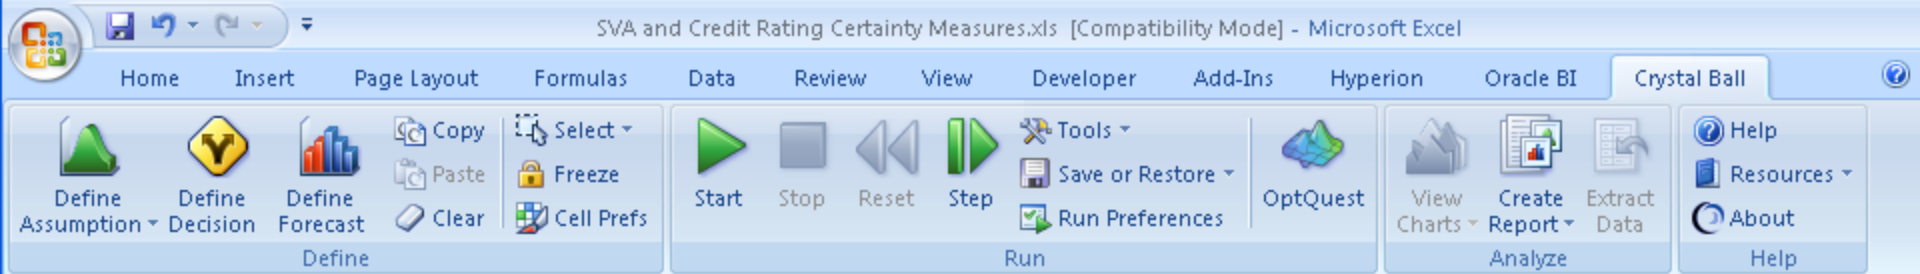 SVA and Credit Rating Certainty Measures.xls [Compatibility Mode] - Microsoft Excel
Home Insert Page Layout Formulas Data Review View Developer Add-Ins Hyperion Oracle BI Crystal Ball
Define Assumption
Define Decision
Define Forecast
Copy
Paste
Clear
Select
Freeze
Cell Prefs
Define
Start
Stop
Reset
Step
Tools
Save or Restore
Run Preferences
OptQuest
Run
View Charts
Create Report
Extract Data
Analyze
Help
Resources
About
Help